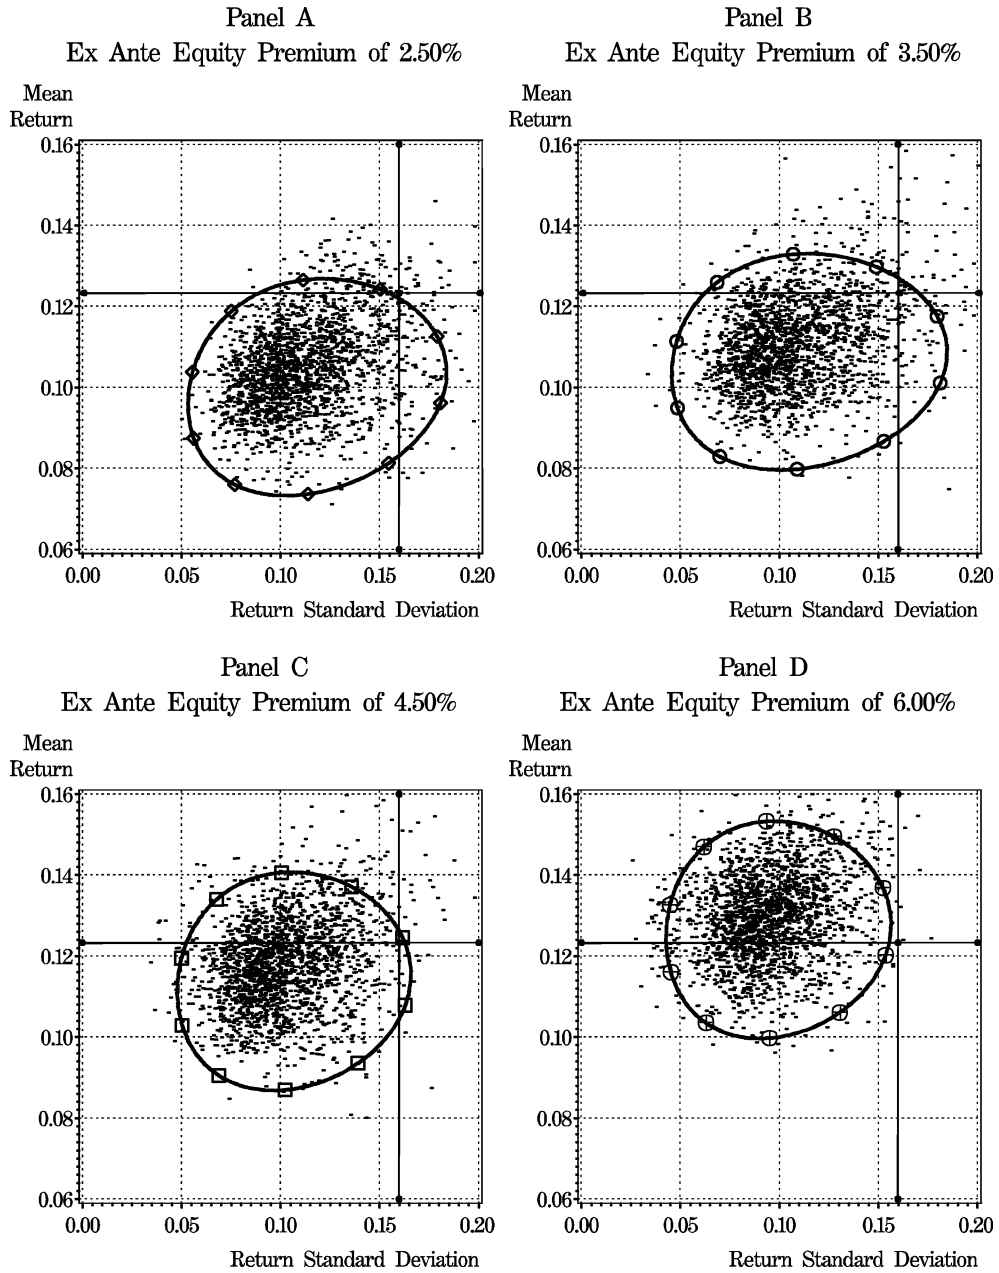 Panel A
Ex Ante Equity Premium of 2.50%
Mean
Return
0.16
0.14
0.12
0.10
0.08
0.06
0.00 0.05 0.10 0.15 0.20
Return Standard Deviation
Panel B
Ex Ante Equity Premium of 3.50%
Mean
Return
0.16
0.14
0.12
0.10
0.08
0.06
0.00 0.05 0.10 0.15 0.20
Return Standard Deviation
Panel C
Ex Ante Equity Premium of 4.50%
Mean
Return
0.16
0.14
0.12
0.10
0.08
0.06
0.00 0.05 0.10 0.15 0.20
Return Standard Deviation
Panel D
Ex Ante Equity Premium of 6.00%
Mean
Return
0.16
0.14
0.12
0.10
0.08
0.06
0.00 0.05 0.10 0.15 0.20
Return Standard Deviation